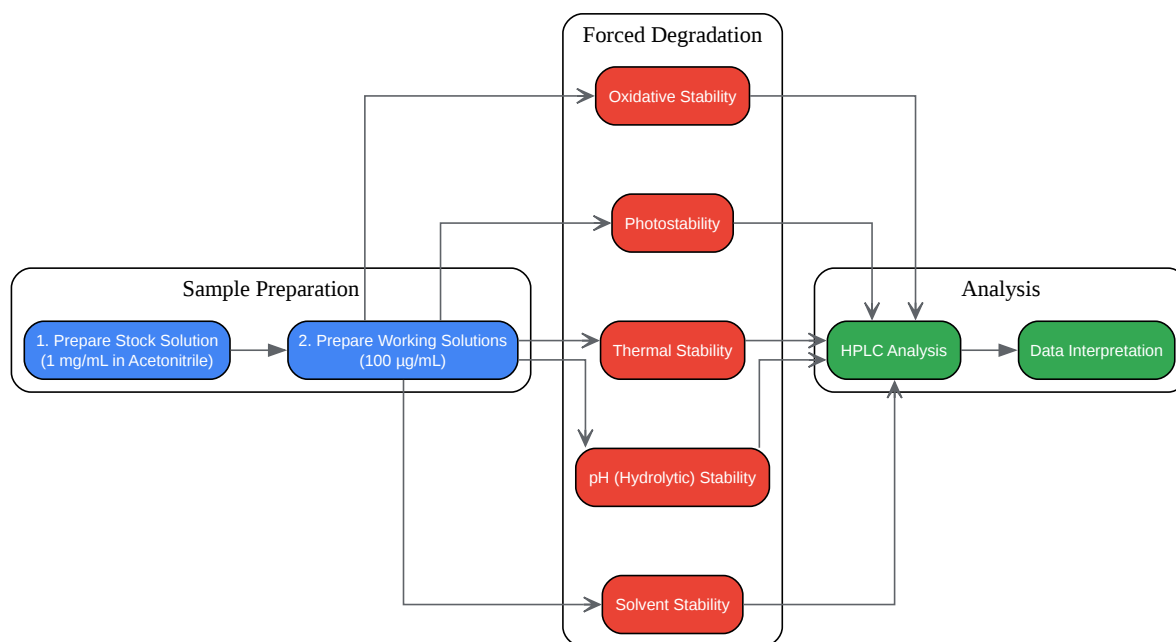 Forced Degradation
Oxidative Stability
Photostability
Sample Preparation
Analysis
1. Prepare Stock Solution
(1 mg/mL in Acetonitrile)
2. Prepare Working Solutions
(100 µg/mL)
Thermal Stability
HPLC Analysis
Data Interpretation
pH (Hydrolytic) Stability
Solvent Stability